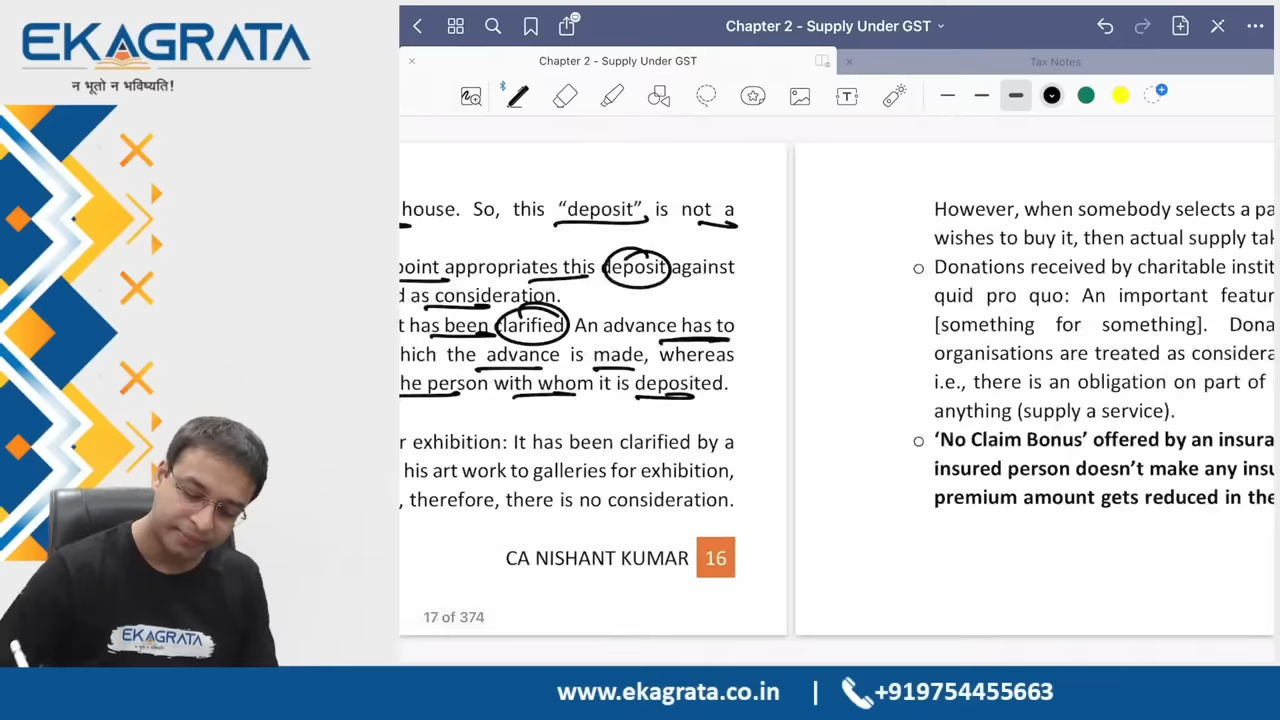 EKAGRATA
न भूतो न भविष्यति!
Chapter 2 - Supply Under GST
Chapter 2 - Supply Under GST
Tax Notes
house. So, this “deposit” is not a
point appropriates this deposit against
d as consideration.
t has been clarified. An advance has to
hich the advance is made, whereas
he person with whom it is deposited.
r exhibition: It has been clarified by a
his art work to galleries for exhibition,
, therefore, there is no consideration.
CA NISHANT KUMAR 16
17 of 374
However, when somebody selects a pa
wishes to buy it, then actual supply tak
Donations received by charitable instit
quid pro quo: An important featur
[something for something]. Dona
organisations are treated as considera
i.e., there is an obligation on part of
anything (supply a service).
‘No Claim Bonus’ offered by an insura
insured person doesn’t make any insu
premium amount gets reduced in the
EKAGRATA
www.ekagrata.co.in | +919754455663